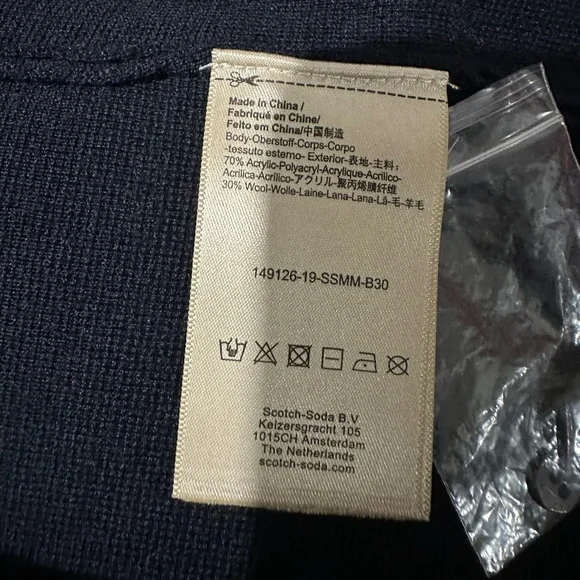 Made in China /
Fabriqué en Chine/
Feito em China/中国制造
Body-Oberstoff-Corps-Corpo
-tessuto esterno- Exterior-表地-主料:
70% Acrylic-Polyacryl-Acrylique-Acrilico-
Acrilica-Acrílico-アクリル-聚丙烯腈纤维
30% Wool-Wolle-Laine-Lana-Lana-Lã-毛-羊毛
149126-19-SSMM-B30
Scotch-Soda B.V
Keizersgracht 105
1015CH Amsterdam
The Netherlands
scotch-soda.com